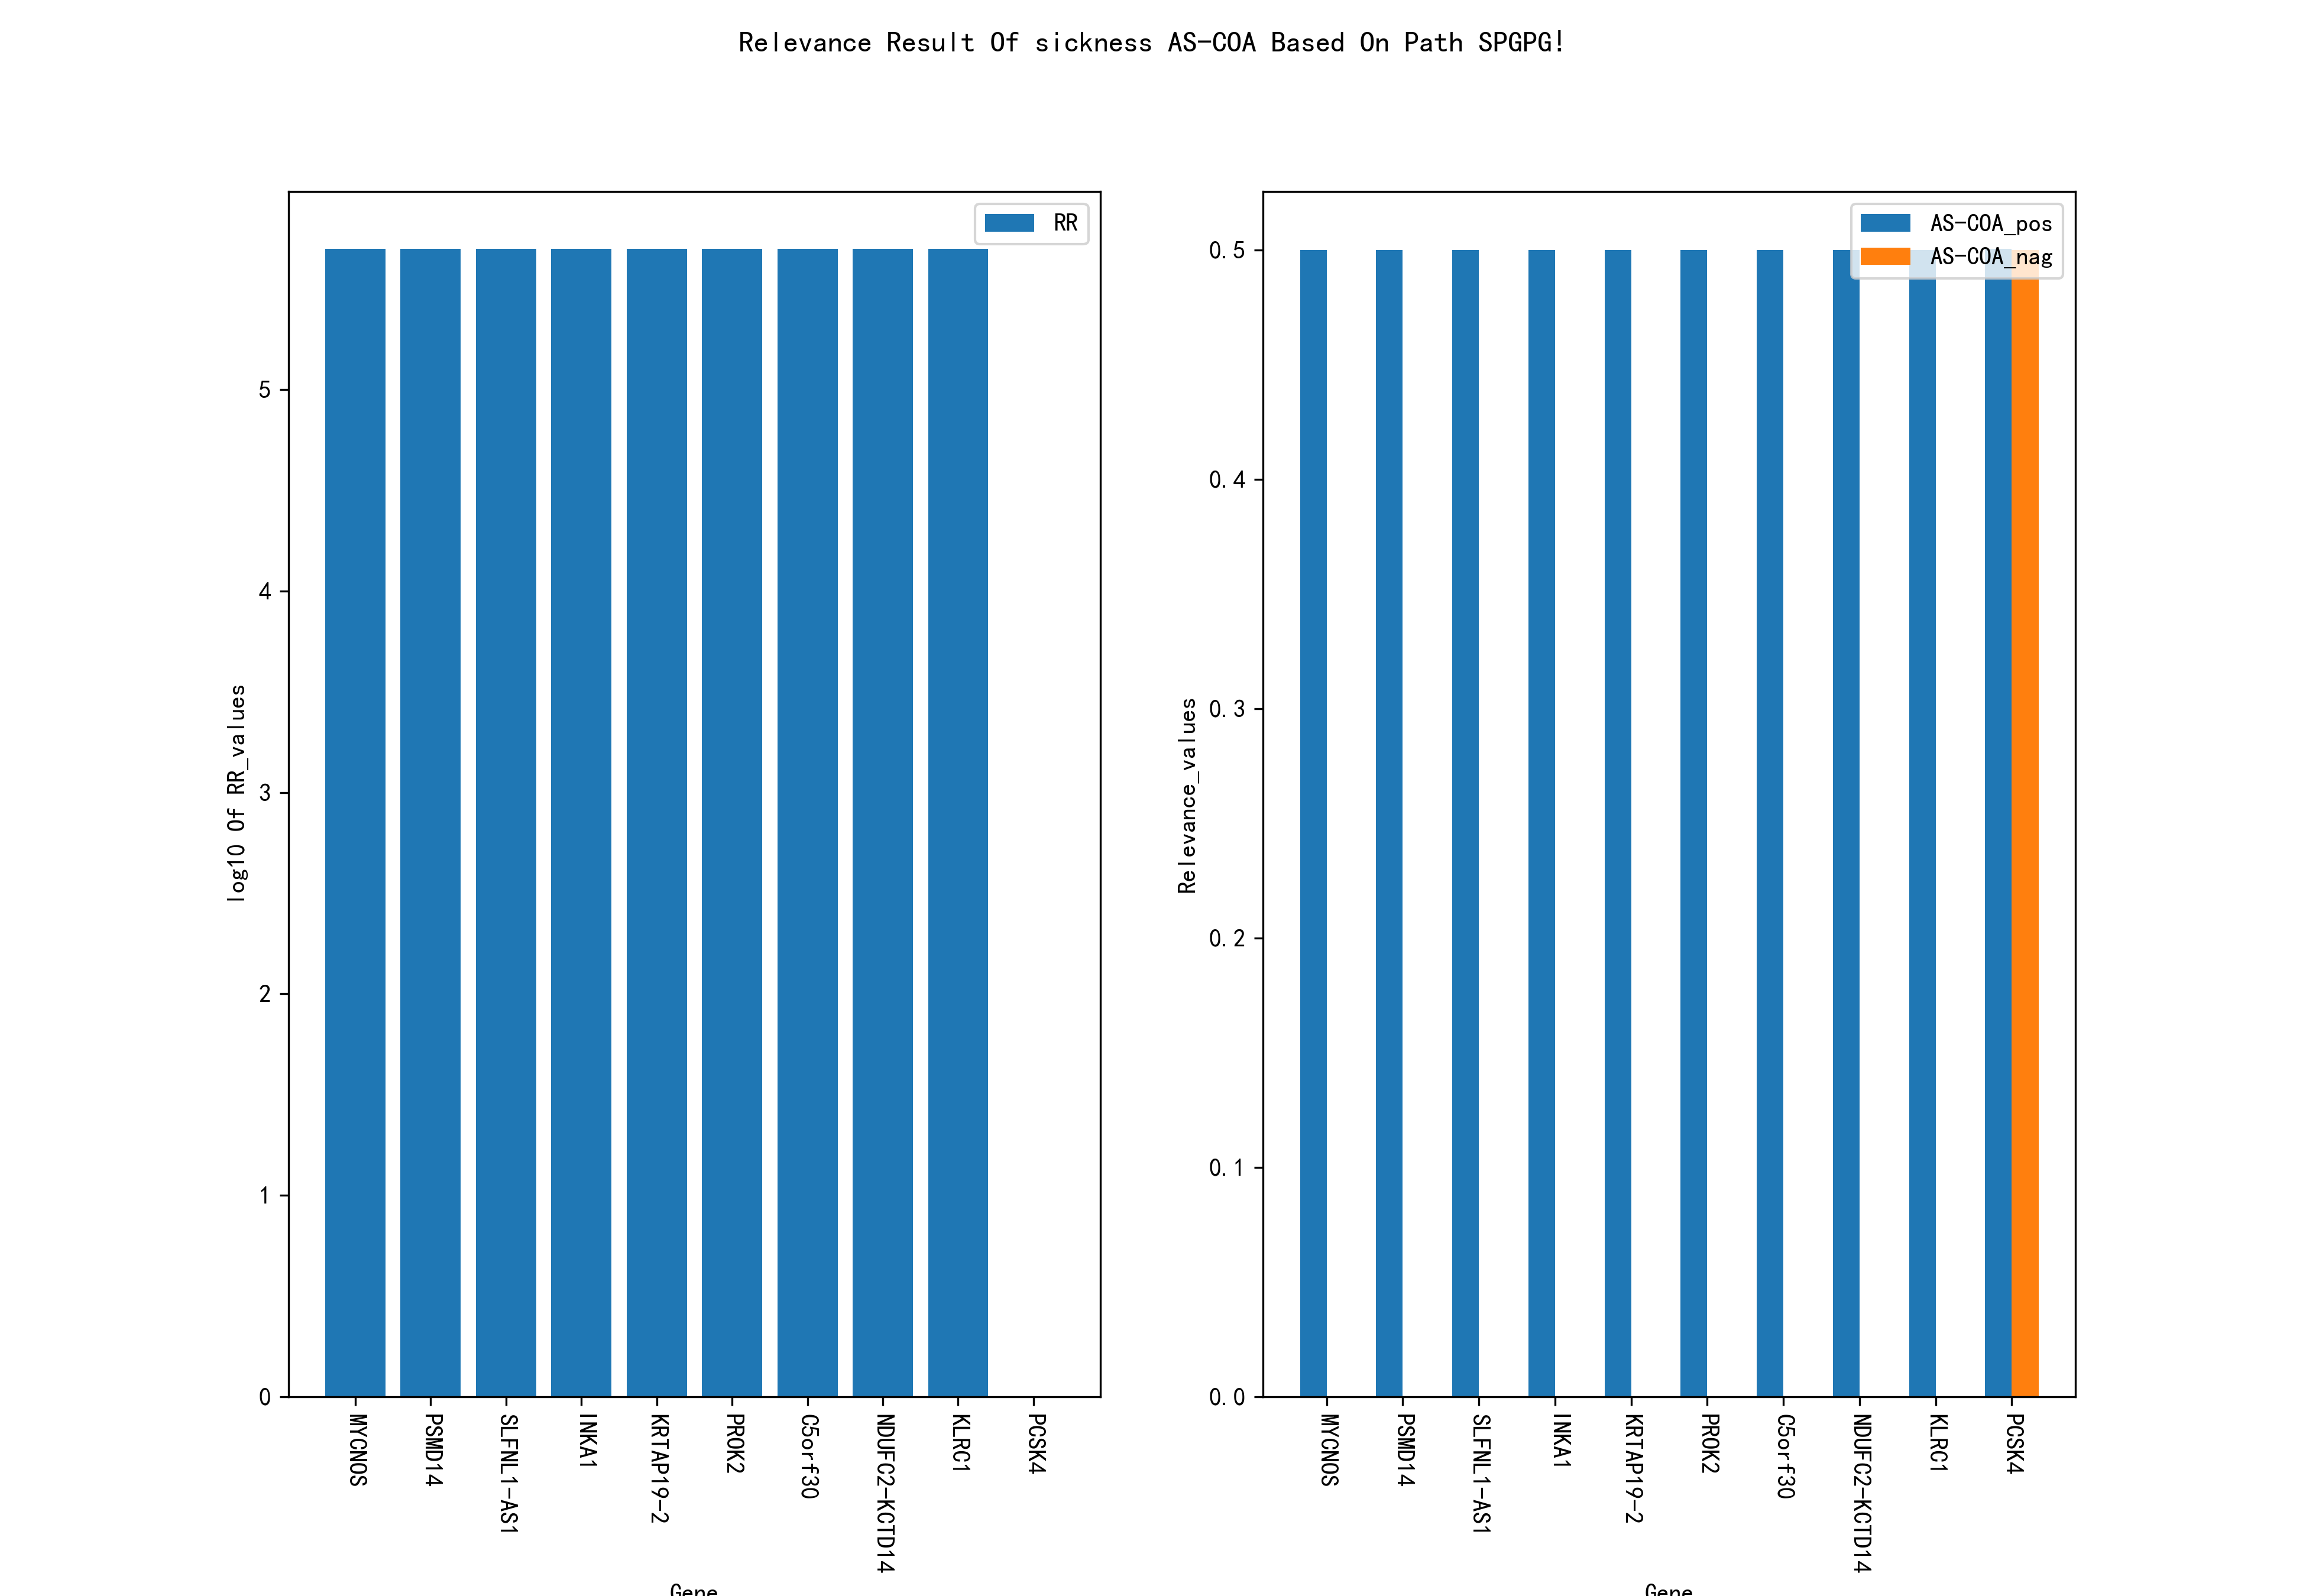 Relevance Result Of sickness AS-COA Based On Path SPGPG!
RR
5
4
3
2
1
0
log10 Of RR_values
MYCNOS
PSMD14
SLFNL1-AS1
INKA1
KRTAP19-2
PROK2
C5orf30
NDUFC2-KCTD14
KLRC1
PCSK4
Gene
AS-COA_pos
AS-COA_nag
0.5
0.4
0.3
0.2
0.1
0.0
Relevance_values
MYCNOS
PSMD14
SLFNL1-AS1
INKA1
KRTAP19-2
PROK2
C5orf30
NDUFC2-KCTD14
KLRC1
PCSK4
Gene